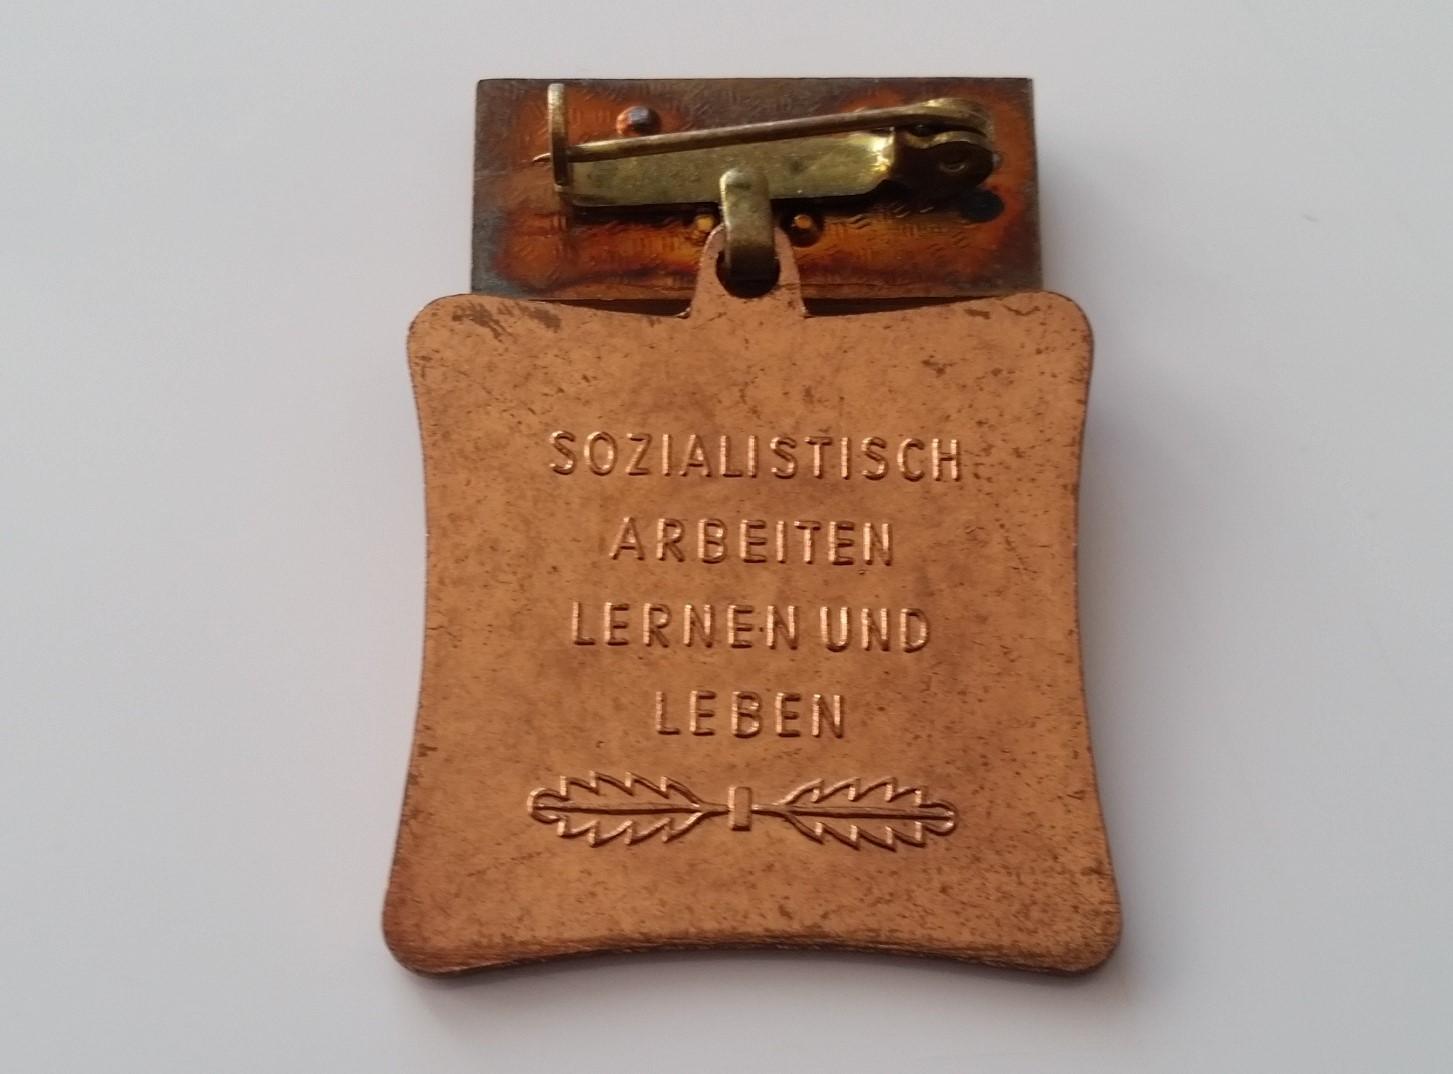 SOZIALISTISCH
ARBEITEN
LERNEN UND
LEBEN